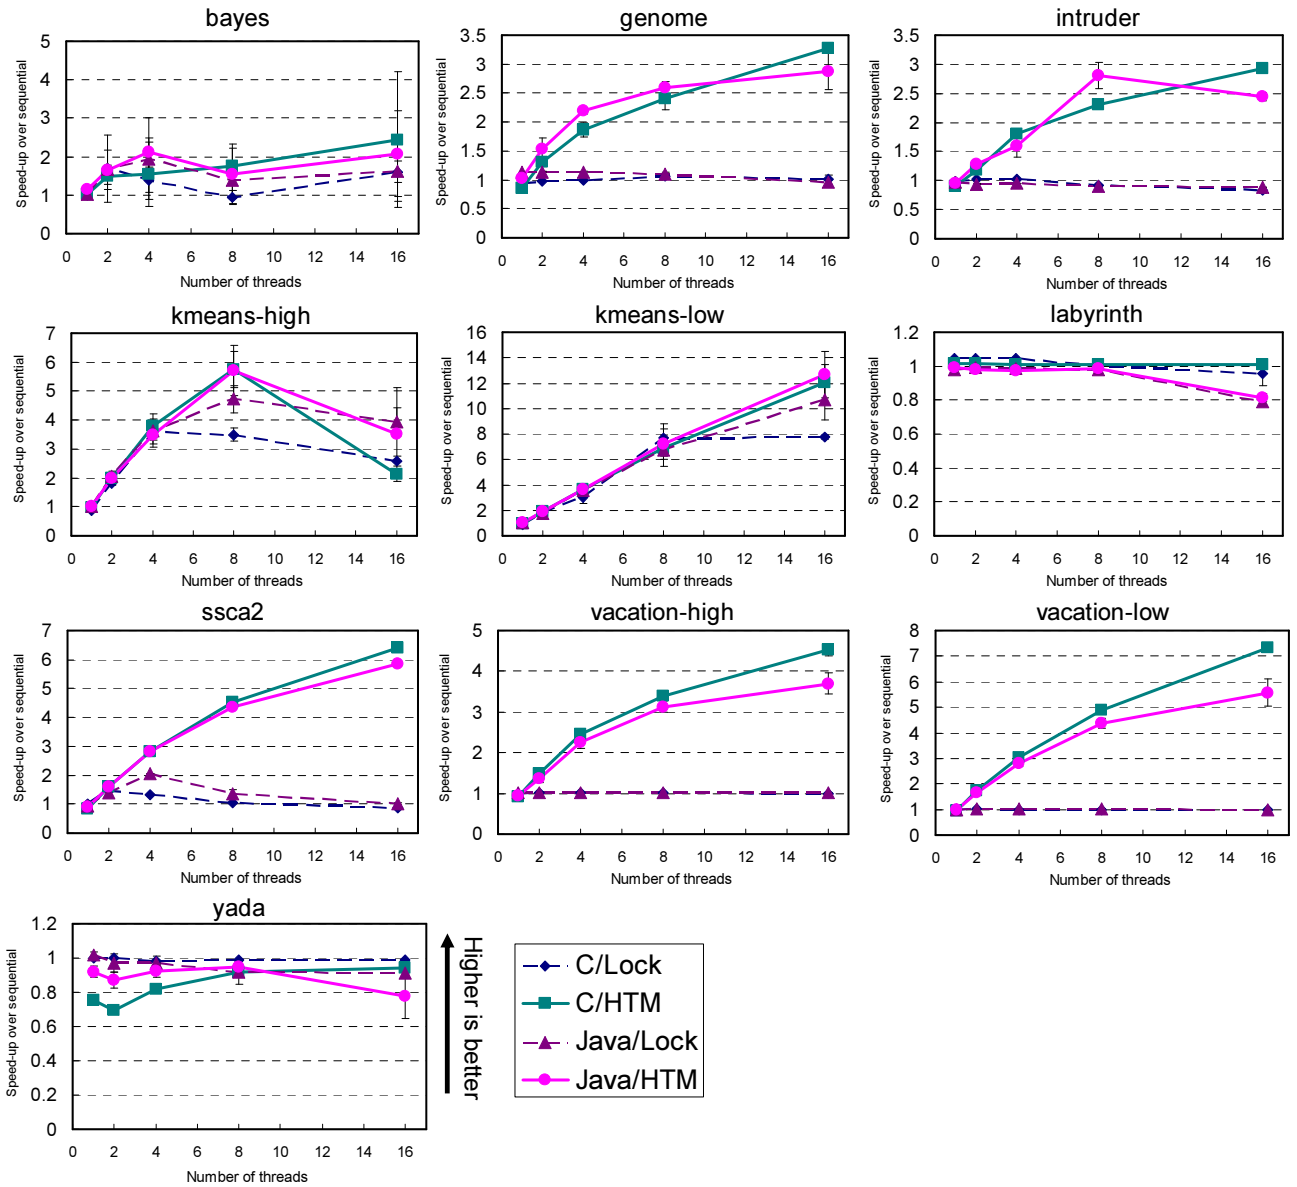 bayes
Speed-up over sequential
5
4
3
2
1
0
0 2 4 6 8 10 12 14 16
Number of threads
genome
Speed-up over sequential
3.5
3
2.5
2
1.5
1
0.5
0
0 2 4 6 8 10 12 14 16
Number of threads
intruder
Speed-up over sequential
3.5
3
2.5
2
1.5
1
0.5
0
0 2 4 6 8 10 12 14 16
Number of threads
kmeans-high
Speed-up over sequential
7
6
5
4
3
2
1
0
0 2 4 6 8 10 12 14 16
Number of threads
kmeans-low
Speed-up over sequential
16
14
12
10
8
6
4
2
0
0 2 4 6 8 10 12 14 16
Number of threads
labyrinth
Speed-up over sequential
1.2
1
0.8
0.6
0.4
0.2
0
0 2 4 6 8 10 12 14 16
Number of threads
ssca2
Speed-up over sequential
7
6
5
4
3
2
1
0
0 2 4 6 8 10 12 14 16
Number of threads
vacation-high
Speed-up over sequential
5
4
3
2
1
0
0 2 4 6 8 10 12 14 16
Number of threads
vacation-low
Speed-up over sequential
8
7
6
5
4
3
2
1
0
0 2 4 6 8 10 12 14 16
Number of threads
yada
Speed-up over sequential
1.2
1
0.8
0.6
0.4
0.2
0
0 2 4 6 8 10 12 14 16
Number of threads
Higher is better
C/Lock
C/HTM
Java/Lock
Java/HTM